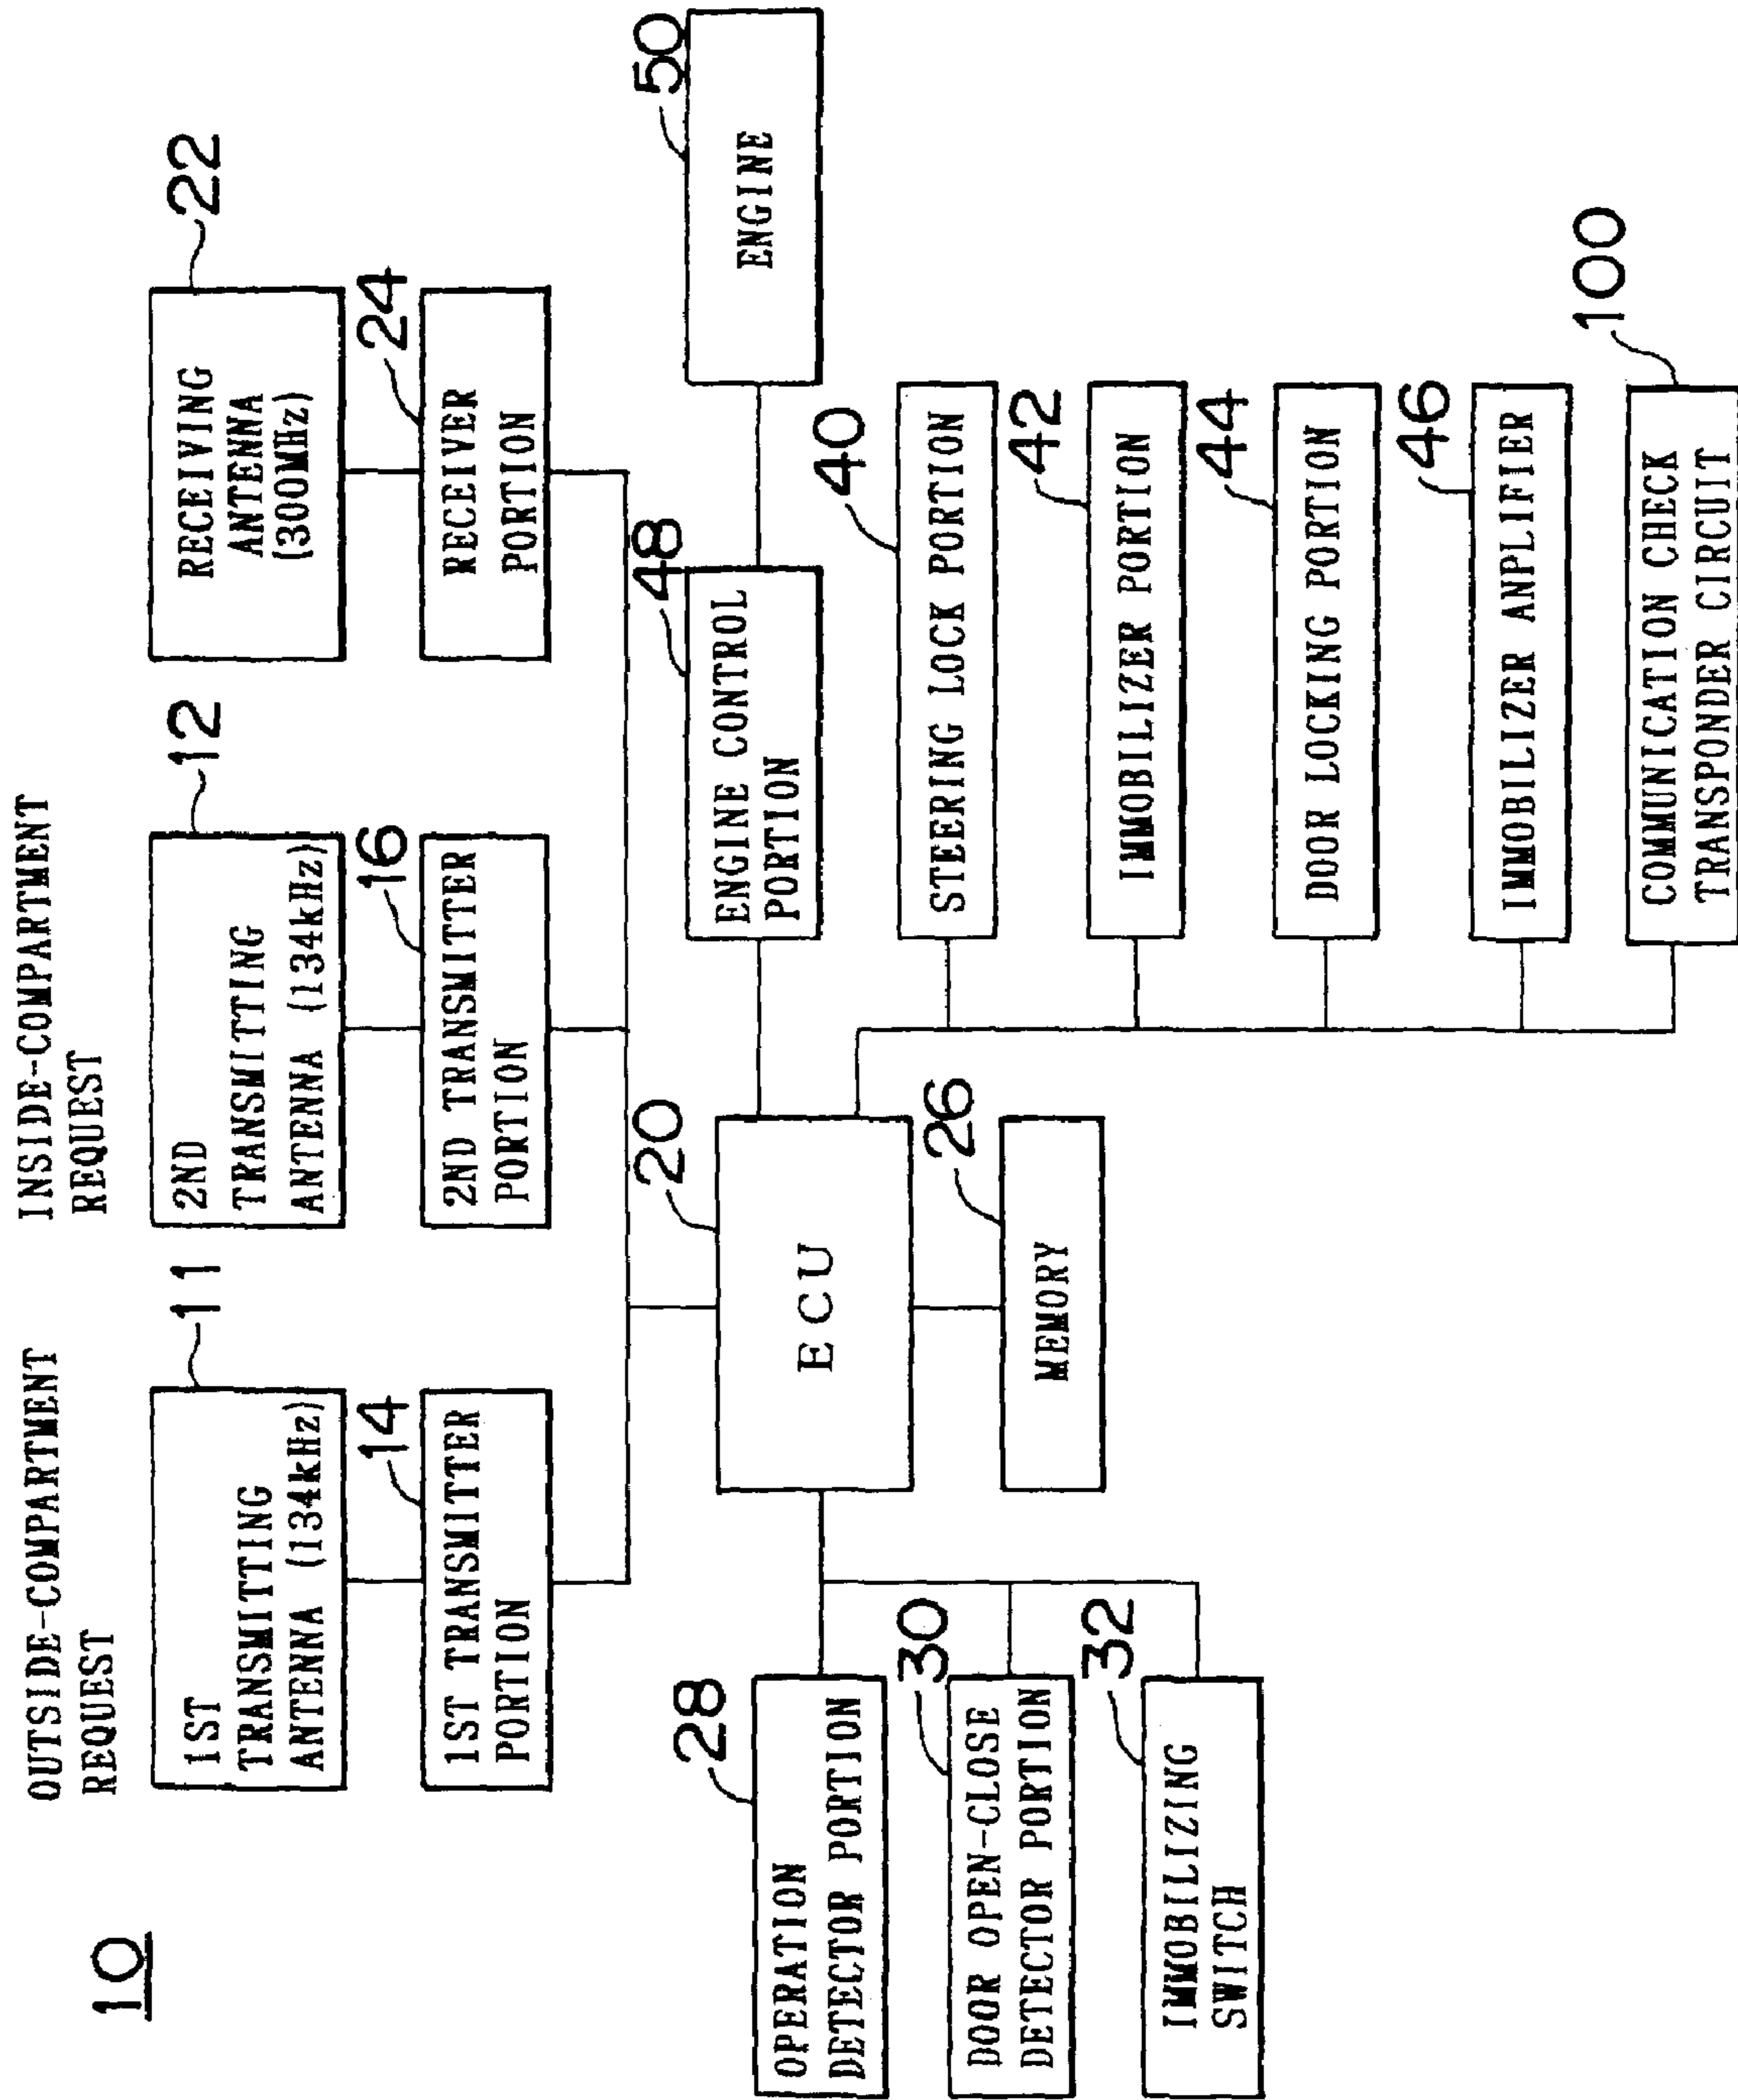 10
OUTSIDE-COMPARTMENT
REQUEST
INSIDE-COMPARTMENT
REQUEST
11
12
22
1ST
TRANSMITTING
ANTENNA (134kHz)
2ND
TRANSMITTING
ANTENNA (134kHz)
RECEIVING
ANTENNA
(300MHz)
14
16
24
1ST TRANSMITTER
PORTION
2ND TRANSMITTER
PORTION
RECEIVER
PORTION
28
20
48
50
OPERATION
DETECTOR PORTION
ECU
ENGINE CONTROL
PORTION
ENGINE
30
DOOR OPEN-CLOSE
DETECTOR PORTION
26
MEMORY
32
IMMOBILIZING
SWITCH
40
STEERING LOCK PORTION
42
IMMOBILIZER PORTION
44
DOOR LOCKING PORTION
46
IMMOBILIZER ANPLIFIER
100
COMMUNICATION CHECK
TRANSPONDER CIRCUIT